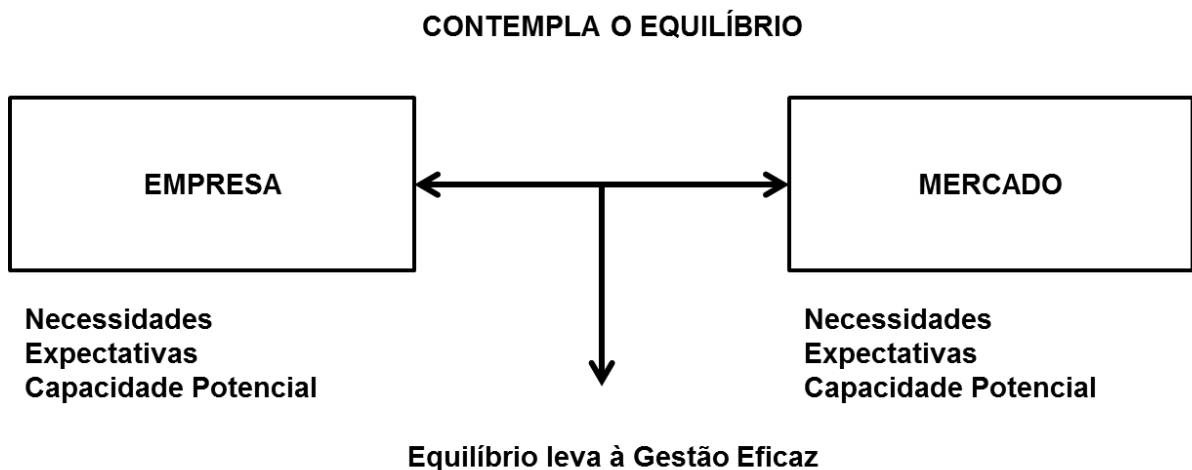 CONTEMPLA O EQUILÍBRIO
EMPRESA
MERCADO
Necessidades
Expectativas
Capacidade Potencial
Necessidades
Expectativas
Capacidade Potencial
Equilíbrio leva à Gestão Eficaz